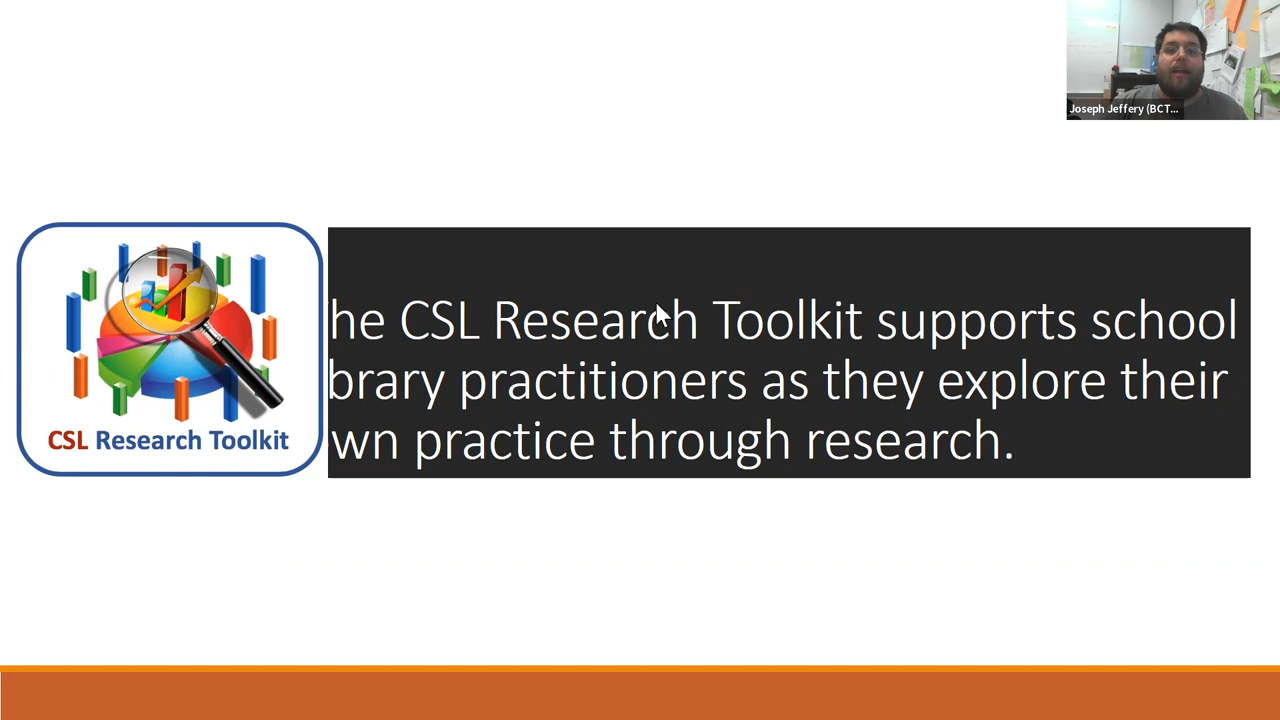 Joseph Jeffery (BCT...
he CSL Research Toolkit supports school
brary practitioners as they explore their
wn practice through research.
CSL Research Toolkit